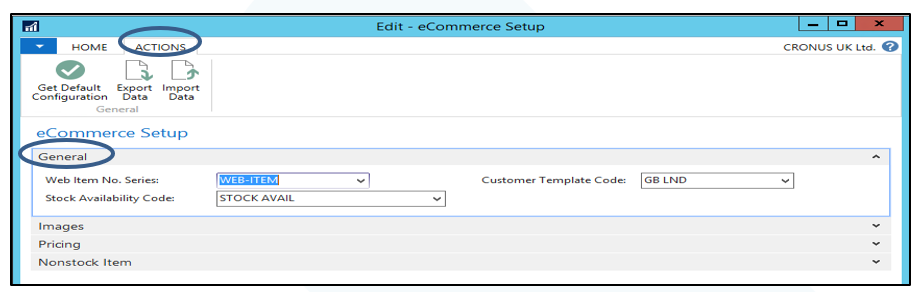 Edit - eCommerce Setup
HOME ACTIONS CRONUS UK Ltd. ?
Get Default Configuration
Export Data
Import Data
General
eCommerce Setup
General
Web Item No. Series: WEB-ITEM Customer Template Code: GB LND
Stock Availability Code: STOCK AVAIL
Images
Pricing
Nonstock Item